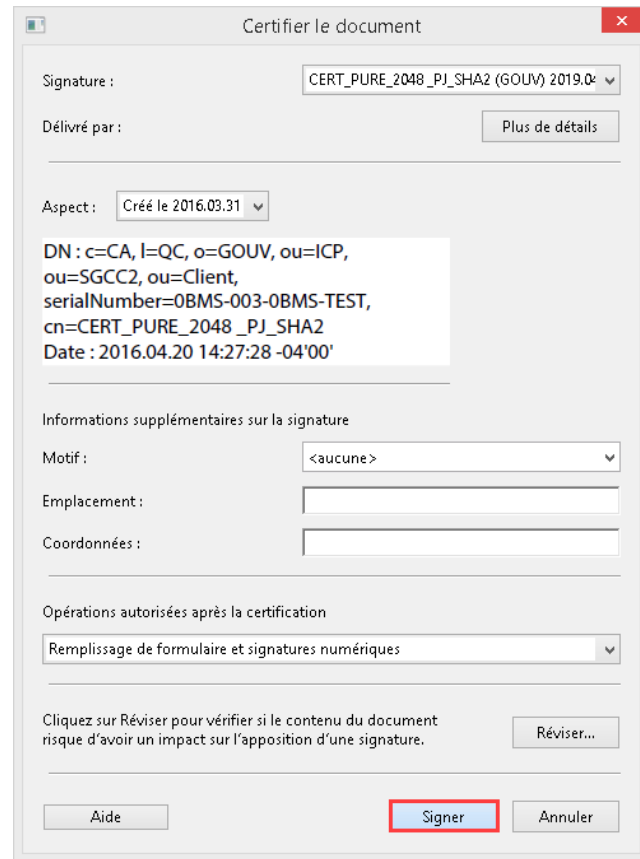 Certifier le document
Signature :
CERT_PURE_2048 _PJ_SHA2 (GOUV) 2019.04
Délivré par :
Plus de détails
Aspect :
Créé le 2016.03.31
DN : c=CA, l=QC, o=GOUV, ou=ICP,
ou=SGCC2, ou=Client,
serialNumber=0BMS-003-0BMS-TEST,
cn=CERT_PURE_2048 _PJ_SHA2
Date : 2016.04.20 14:27:28 -04'00'
Informations supplémentaires sur la signature
Motif :
<aucune>
Emplacement :
Coordonnées :
Opérations autorisées après la certification
Remplissage de formulaire et signatures numériques
Cliquez sur Réviser pour vérifier si le contenu du document
risque d'avoir un impact sur l'apposition d'une signature.
Réviser...
Aide
Signer
Annuler